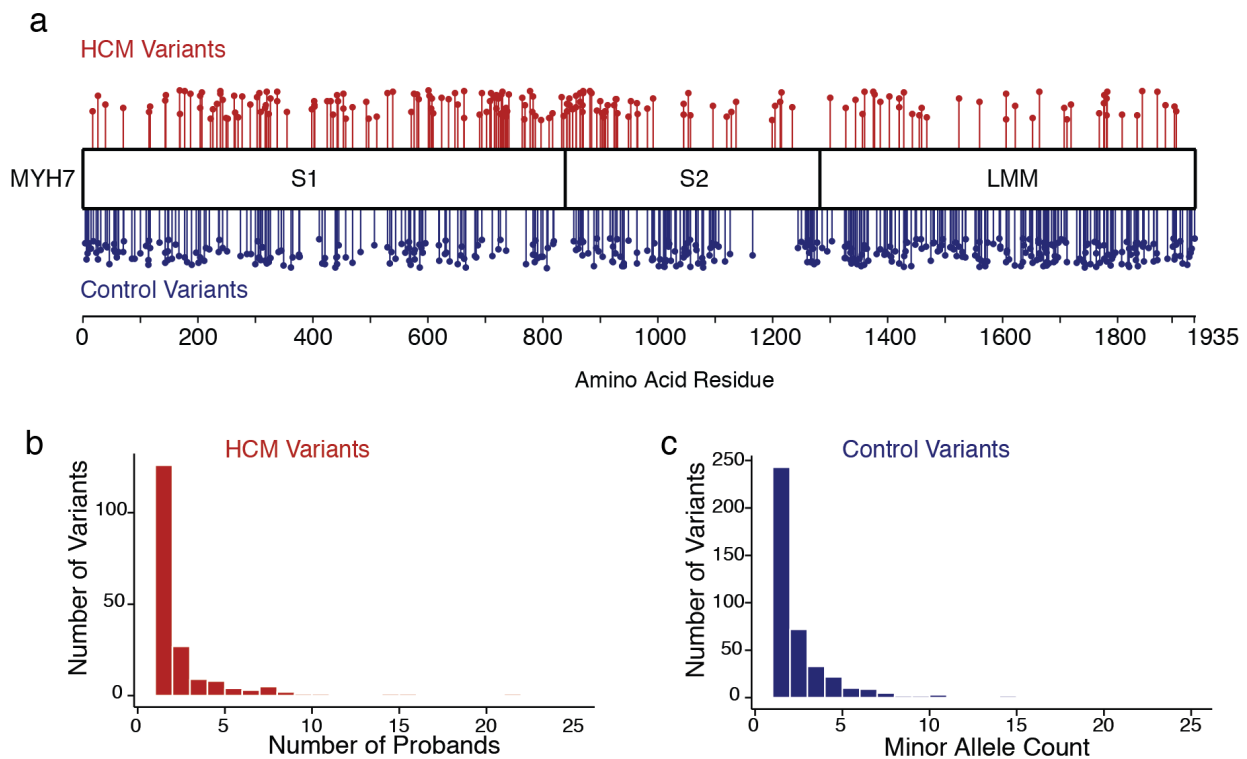 a
HCM Variants
MYH7
S1
S2
LMM
Control Variants
0 200 400 600 800 1000 1200 1400 1600 1800 1935
Amino Acid Residue
b
HCM Variants
Number of Variants
100
50
0
0 5 10 15 20 25
Number of Probands
c
Control Variants
Number of Variants
250
200
150
100
50
0
0 5 10 15 20 25
Minor Allele Count